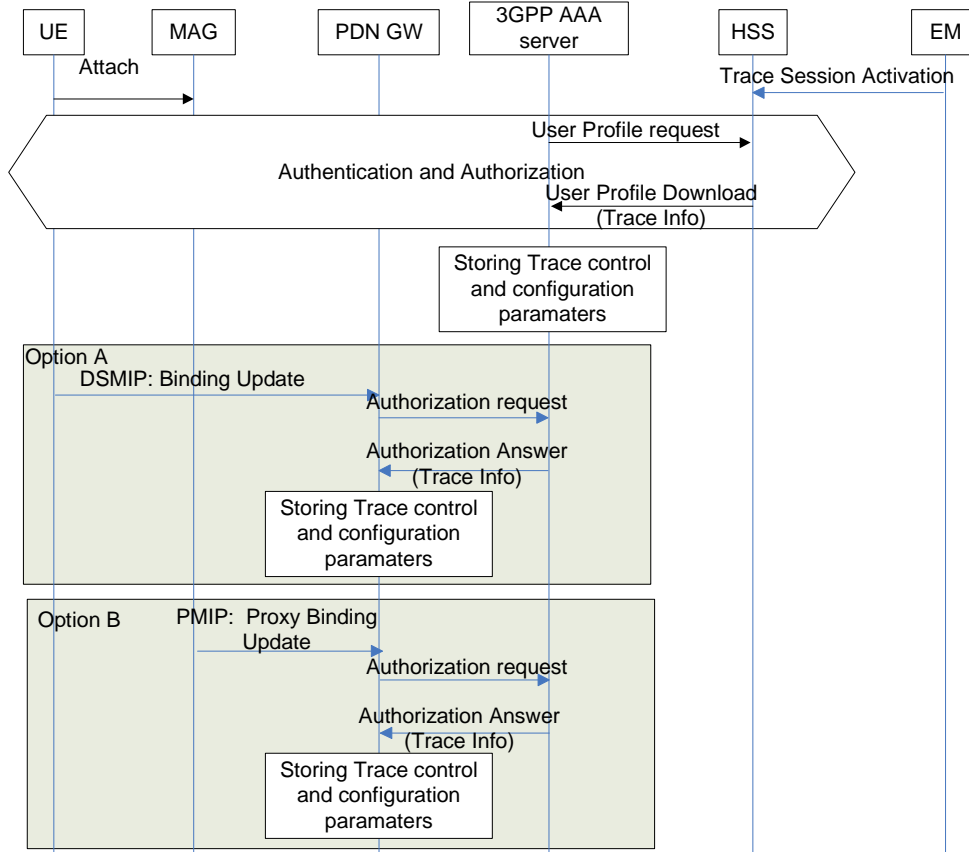 UE
MAG
PDN GW
3GPP AAA
server
HSS
EM
Attach
Trace Session Activation
User Profile request
Authentication and Authorization
User Profile Download
(Trace Info)
Storing Trace control
and configuration
paramaters
Option A
DSMIP: Binding Update
Authorization request
Authorization Answer
(Trace Info)
Storing Trace control
and configuration
paramaters
Option B
PMIP: Proxy Binding
Update
Authorization request
Authorization Answer
(Trace Info)
Storing Trace control
and configuration
paramaters